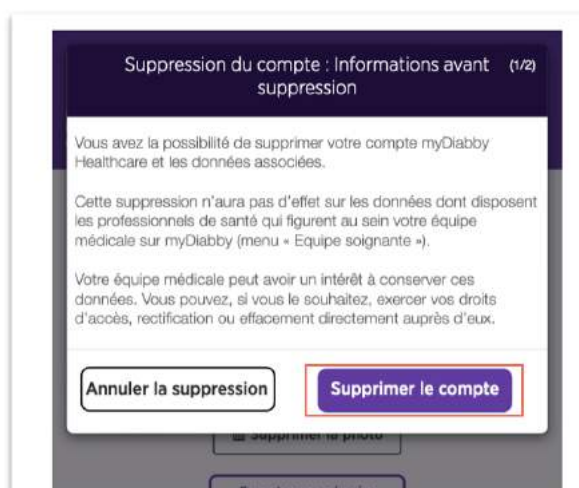 Suppression du compte : Informations avant (1/2)
suppression
Vous avez la possibilité de supprimer votre compte myDiabby
Healthcare et les données associées.
Cette suppression n'aura pas d'effet sur les données dont disposent
les professionnels de santé qui figurent au sein votre équipe
médicale sur myDiabby (menu « Equipe soignante »).
Votre équipe médicale peut avoir un intérêt à conserver ces
données. Vous pouvez, si vous le souhaitez, exercer vos droits
d'accès, rectification ou effacement directement auprès d'eux.
Annuler la suppression
Supprimer le compte
Supprimer la photo